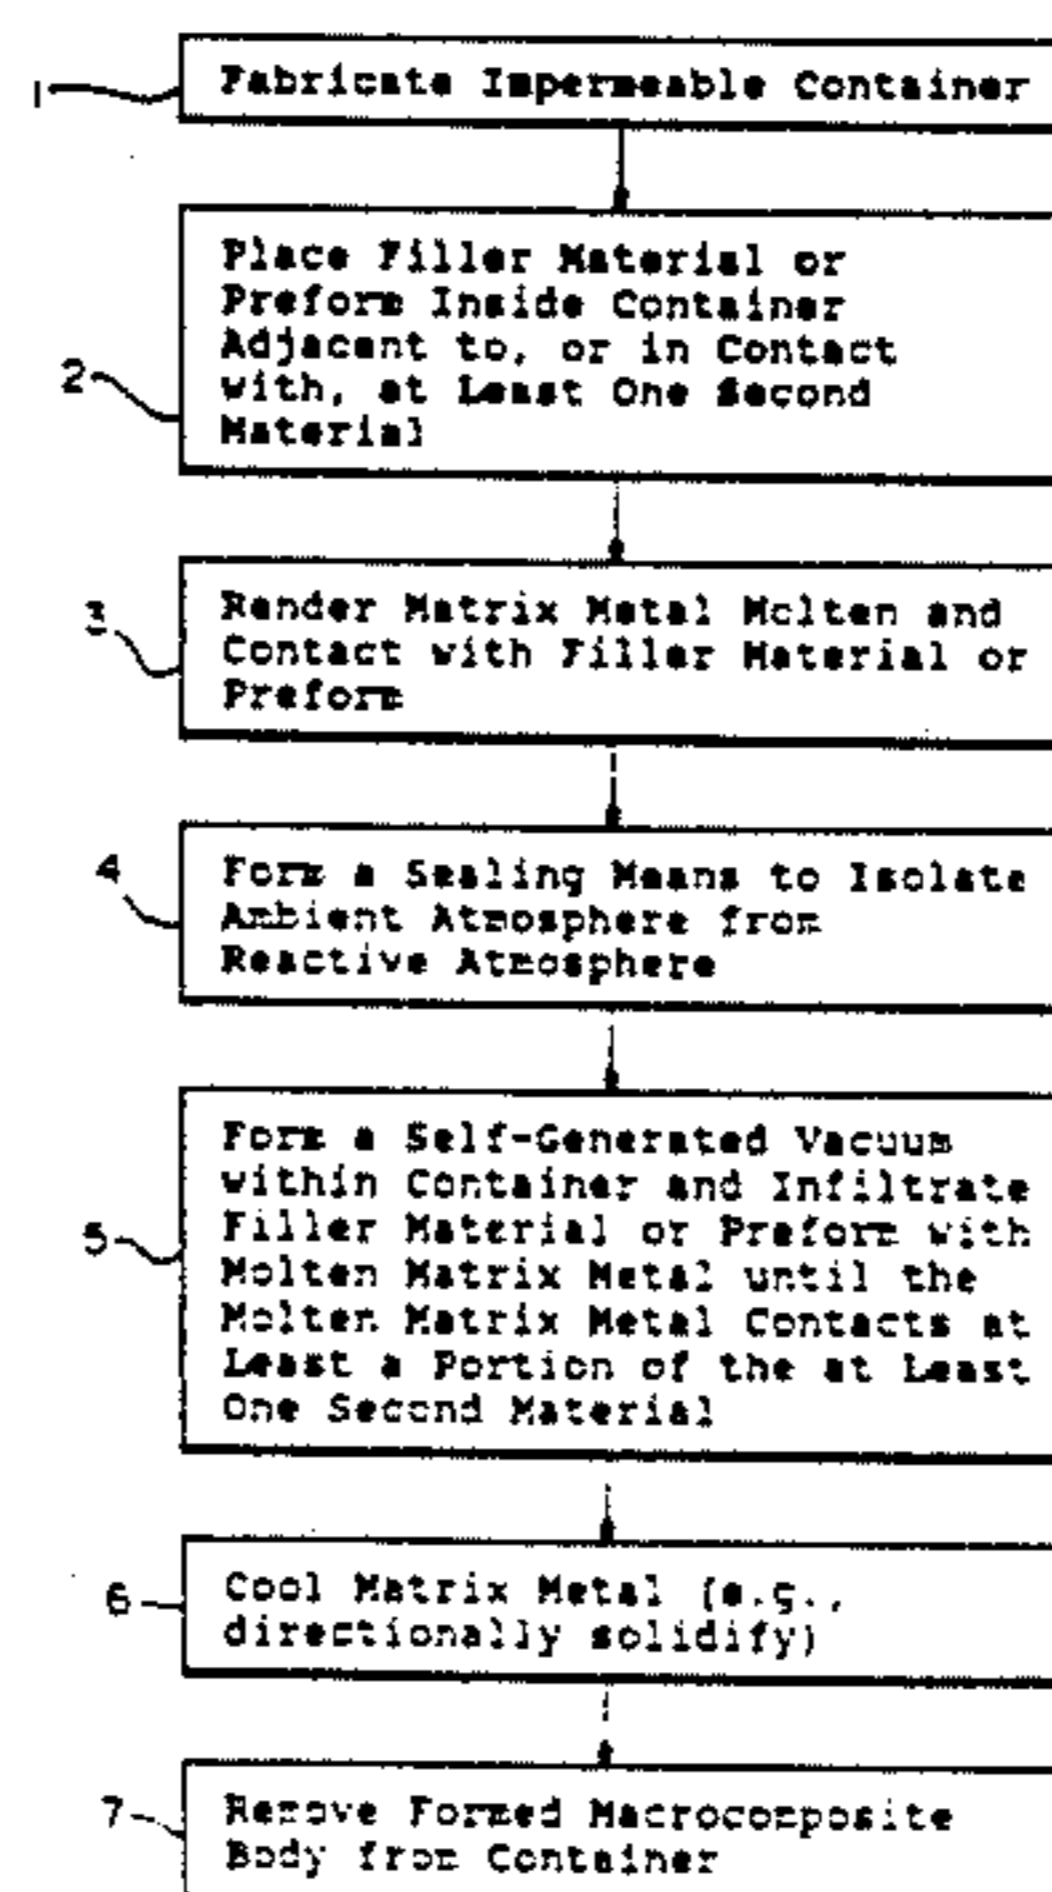 1
Fabricate Impermeable Container
2
Place Filler Material or
Preform Inside Container
Adjacent to, or in Contact
with, at Least One Second
Material
3
Render Matrix Metal Molten and
Contact with Filler Material or
Preform
4
Form a Sealing Means to Isolate
Ambient Atmosphere from
Reactive Atmosphere
5
Form a Self-Generated Vacuum
within Container and Infiltrate
Filler Material or Preform with
Molten Matrix Metal until the
Molten Matrix Metal Contacts at
Least a Portion of the at Least
One Second Material
6
Cool Matrix Metal (e.g.,
directionally solidify)
7
Remove Formed Macrocomposite
Body from Container